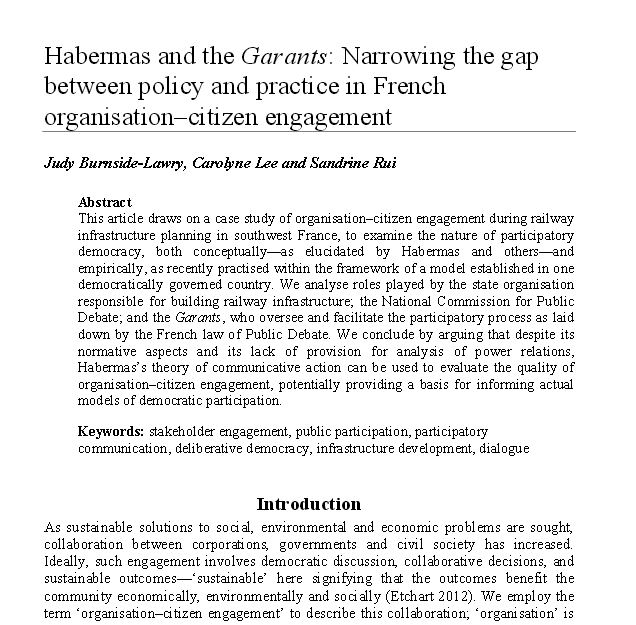 Habermas and the Garants: Narrowing the gap
between policy and practice in French
organisation–citizen engagement
Judy Burnside-Lawry, Carolyne Lee and Sandrine Rui
Abstract
This article draws on a case study of organisation–citizen engagement during railway
infrastructure planning in southwest France, to examine the nature of participatory
democracy, both conceptually—as elucidated by Habermas and others—and
empirically, as recently practised within the framework of a model established in one
democratically governed country. We analyse roles played by the state organisation
responsible for building railway infrastructure; the National Commission for Public
Debate; and the Garants, who oversee and facilitate the participatory process as laid
down by the French law of Public Debate. We conclude by arguing that despite its
normative aspects and its lack of provision for analysis of power relations,
Habermas’s theory of communicative action can be used to evaluate the quality of
organisation–citizen engagement, potentially providing a basis for informing actual
models of democratic participation.
Keywords: stakeholder engagement, public participation, participatory
communication, deliberative democracy, infrastructure development, dialogue
Introduction
As sustainable solutions to social, environmental and economic problems are sought,
collaboration between corporations, governments and civil society has increased.
Ideally, such engagement involves democratic discussion, collaborative decisions, and
sustainable outcomes—‘sustainable’ here signifying that the outcomes benefit the
community economically, environmentally and socially (Etchart 2012). We employ the
term ‘organisation–citizen engagement’ to describe this collaboration; ‘organisation’ is